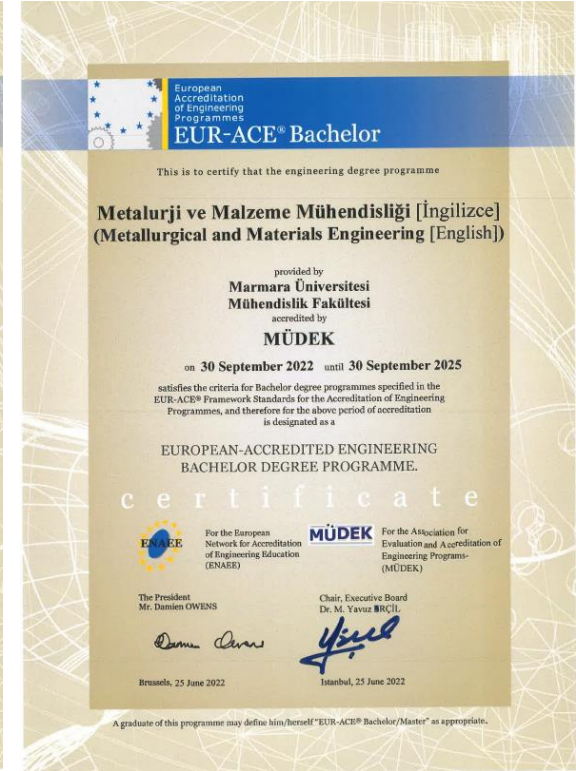 European
Accreditation
of Engineering
Programmes
EUR-ACE® Bachelor
This is to certify that the engineering degree programme
Metalurji ve Malzeme Mühendisliği [İngilizce]
(Metallurgical and Materials Engineering [English])
provided by
Marmara Üniversitesi
Mühendislik Fakültesi
accredited by
MÜDEK
on 30 September 2022 until 30 September 2025
satisfies the criteria for Bachelor degree programmes specified in the
EUR-ACE® Framework Standards for the Accreditation of Engineering
Programmes, and therefore for the above period of accreditation
is designated as a
EUROPEAN-ACCREDITED ENGINEERING
BACHELOR DEGREE PROGRAMME.
certificate
ENAEE
For the European
Network for Accreditation
of Engineering Education
(ENAEE)
MÜDEK
For the Association for
Evaluation and Accreditation of
Engineering Programs-
(MÜDEK)
The President
Mr. Damien OWENS
Chair, Executive Board
Dr. M. Yavuz
Brussels, 25 June 2022
Istanbul, 25 June 2022
A graduate of this programme may define him/herself "EUR-ACE® Bachelor/Master" as appropriate.